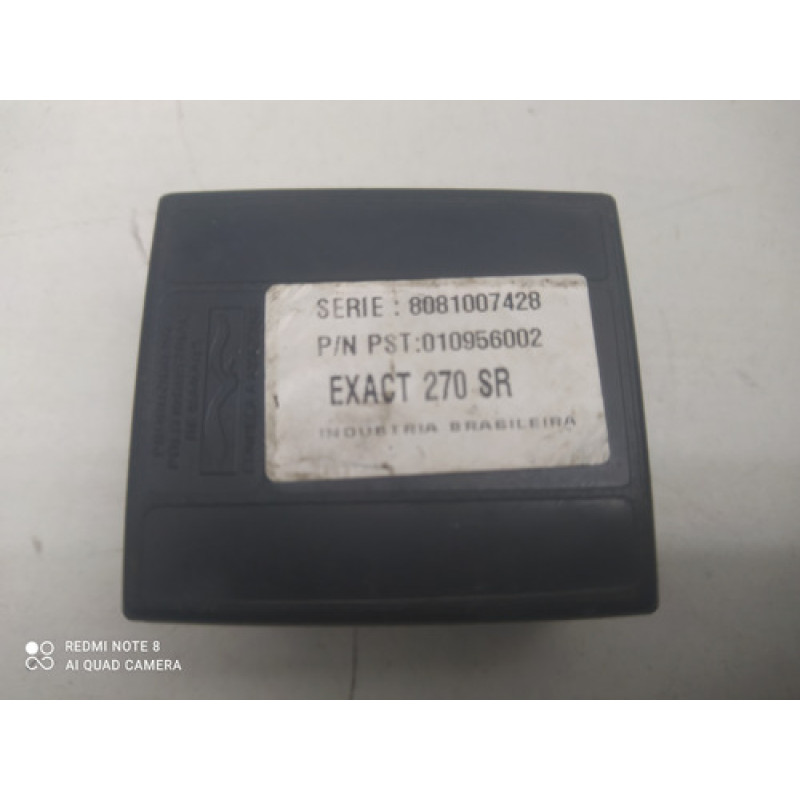 SERIE : 8081007428
P/N PST:010956002
EXACT 270 SR
INDUSTRIA BRASILEIRA
REDMI NOTE 8
AI QUAD CAMERA